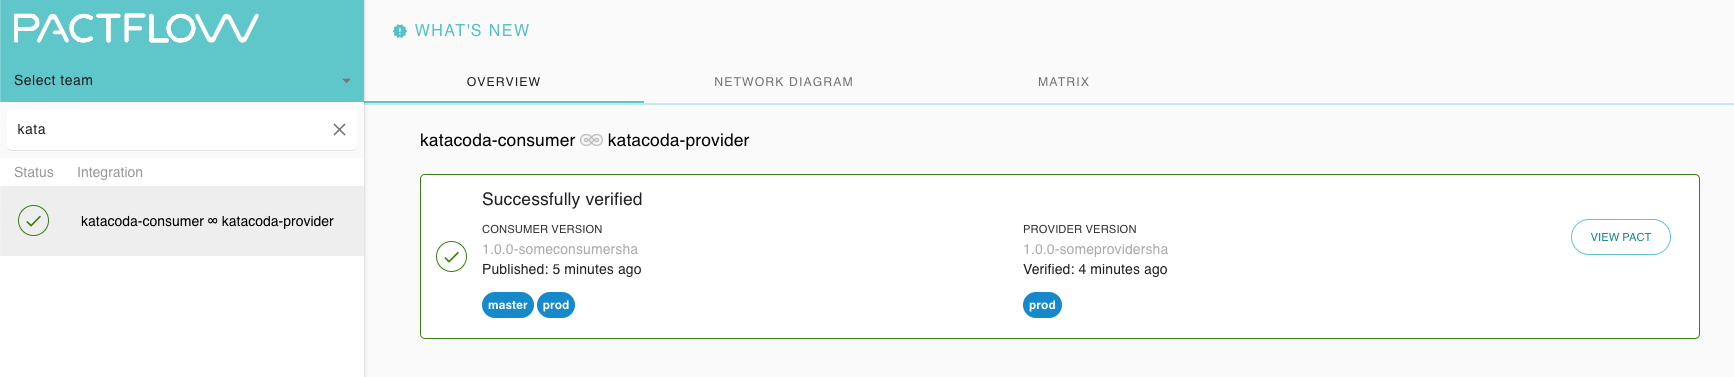 PACTFLOW
Select team
kata
Status Integration
katacoda-consumer ∞ katacoda-provider
WHAT'S NEW
OVERVIEW NETWORK DIAGRAM MATRIX
katacoda-consumer katacoda-provider
Successfully verified
CONSUMER VERSION
1.0.0-someconsumersha
Published: 5 minutes ago
master prod
PROVIDER VERSION
1.0.0-someprovidersha
Verified: 4 minutes ago
prod
VIEW PACT